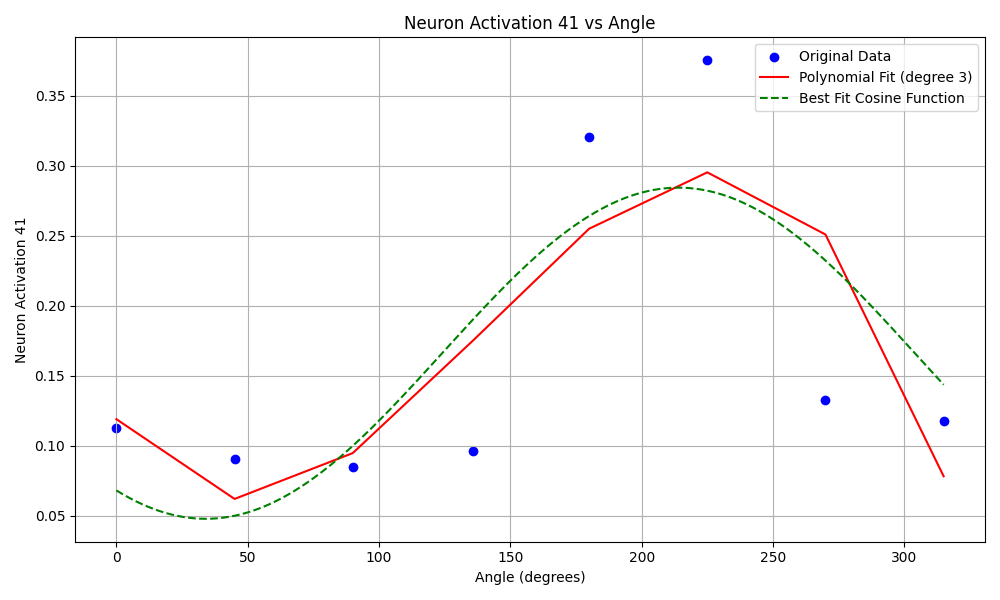 Neuron Activation 41 vs Angle
Original Data
Polynomial Fit (degree 3)
Best Fit Cosine Function
Neuron Activation 41
0.35
0.30
0.25
0.20
0.15
0.10
0.05
0 50 100 150 200 250 300
Angle (degrees)